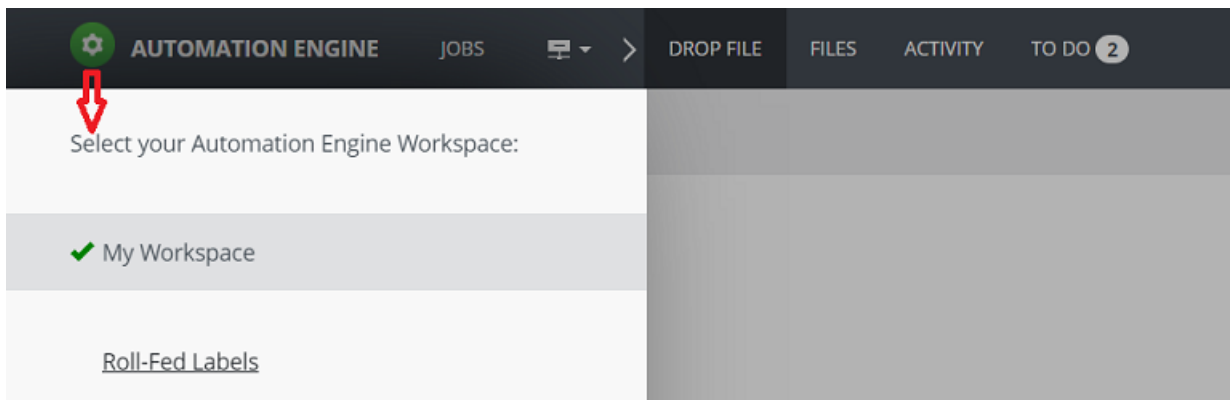 AUTOMATION ENGINE JOBS DROP FILE FILES ACTIVITY TO DO 2
Select your Automation Engine Workspace:
My Workspace
Roll-Fed Labels